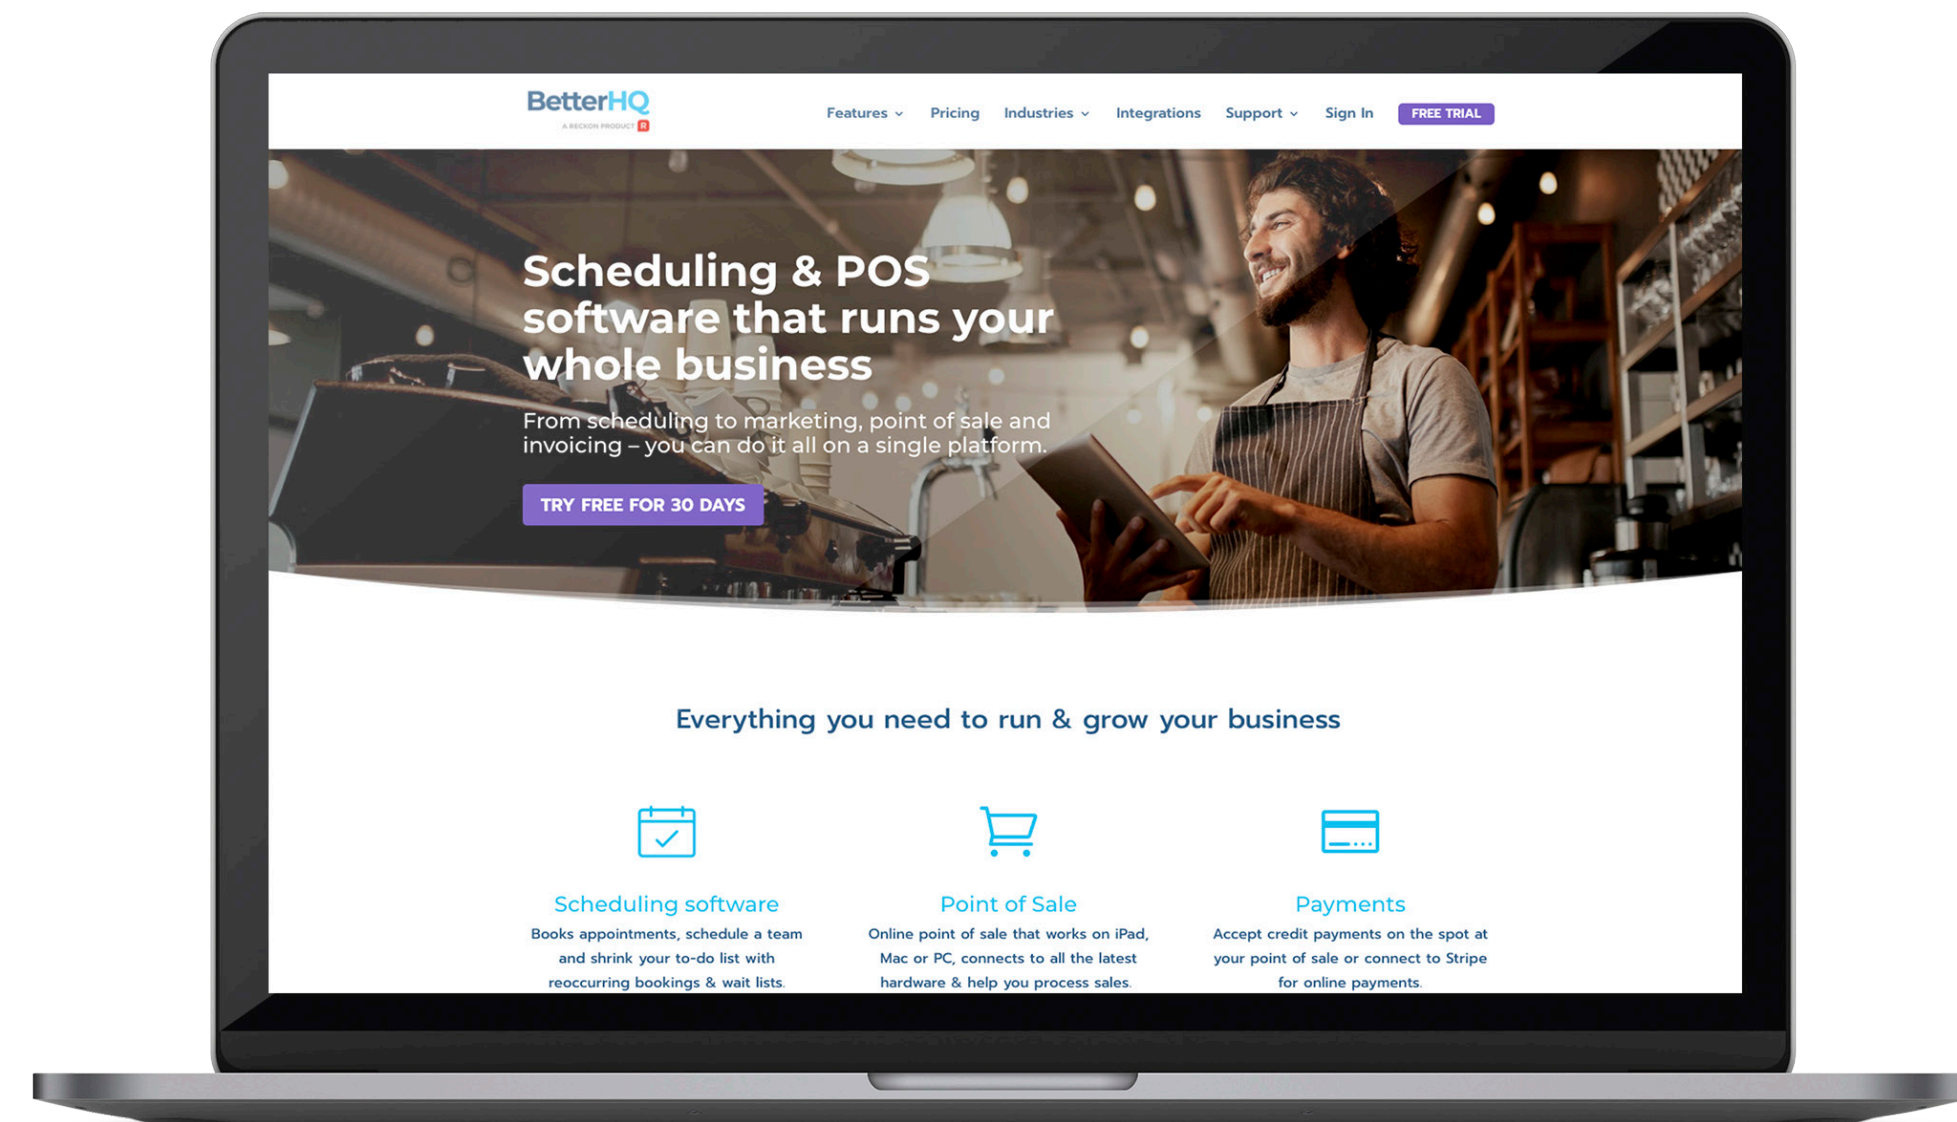 BetterHQ
A RECKON PRODUCT R
Features Pricing Industries Integrations Support Sign In FREE TRIAL
Scheduling & POS
software that runs your
whole business
From scheduling to marketing, point of sale and
invoicing – you can do it all on a single platform.
TRY FREE FOR 30 DAYS
Everything you need to run & grow your business
Scheduling software
Books appointments, schedule a team
and shrink your to-do list with
reoccurring bookings & wait lists.
Point of Sale
Online point of sale that works on iPad,
Mac or PC, connects to all the latest
hardware & help you process sales.
Payments
Accept credit payments on the spot at
your point of sale or connect to Stripe
for online payments.